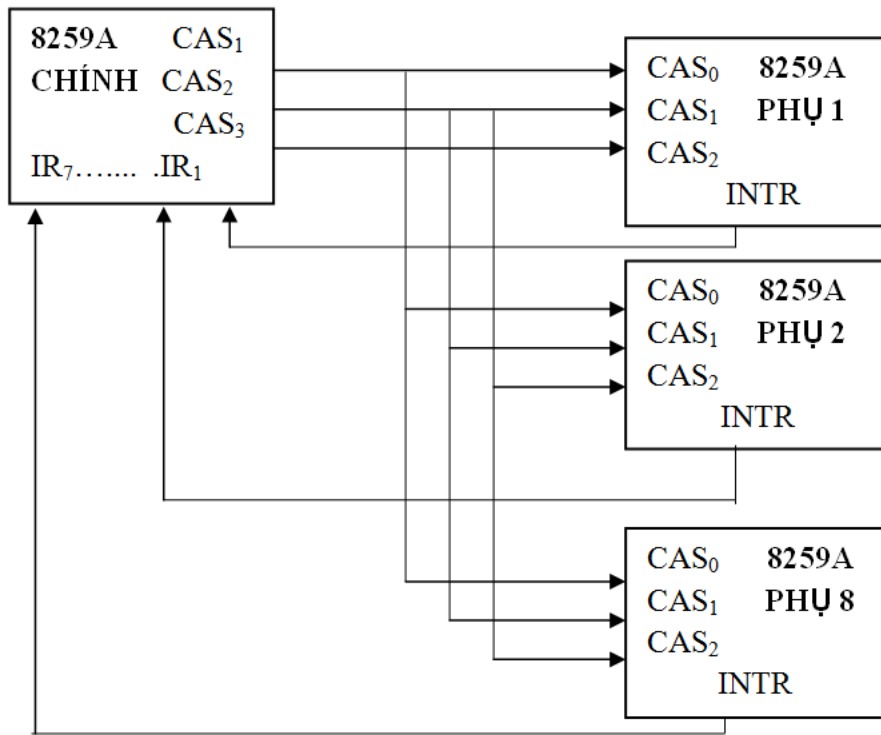 8259A CAS₁
CHÍNH CAS₂
CAS₃
IR₇….... .IR₁
CAS₀ 8259A
CAS₁ PHỤ 1
CAS₂
INTR
CAS₀ 8259A
CAS₁ PHỤ 2
CAS₂
INTR
CAS₀ 8259A
CAS₁ PHỤ 8
CAS₂
INTR